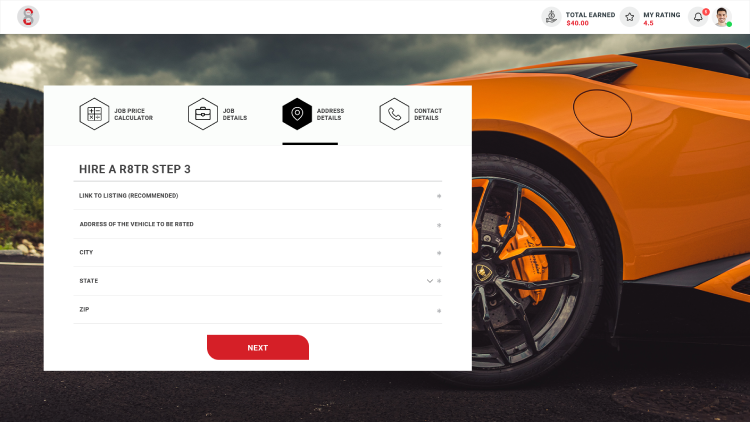 TOTAL EARNED
$40.00
MY RATING
4.5
JOB PRICE
CALCULATOR
JOB
DETAILS
ADDRESS
DETAILS
CONTACT
DETAILS
HIRE A R8TR STEP 3
LINK TO LISTING (RECOMMENDED) *
ADDRESS OF THE VEHICLE TO BE R8TED *
CITY *
STATE *
ZIP *
NEXT